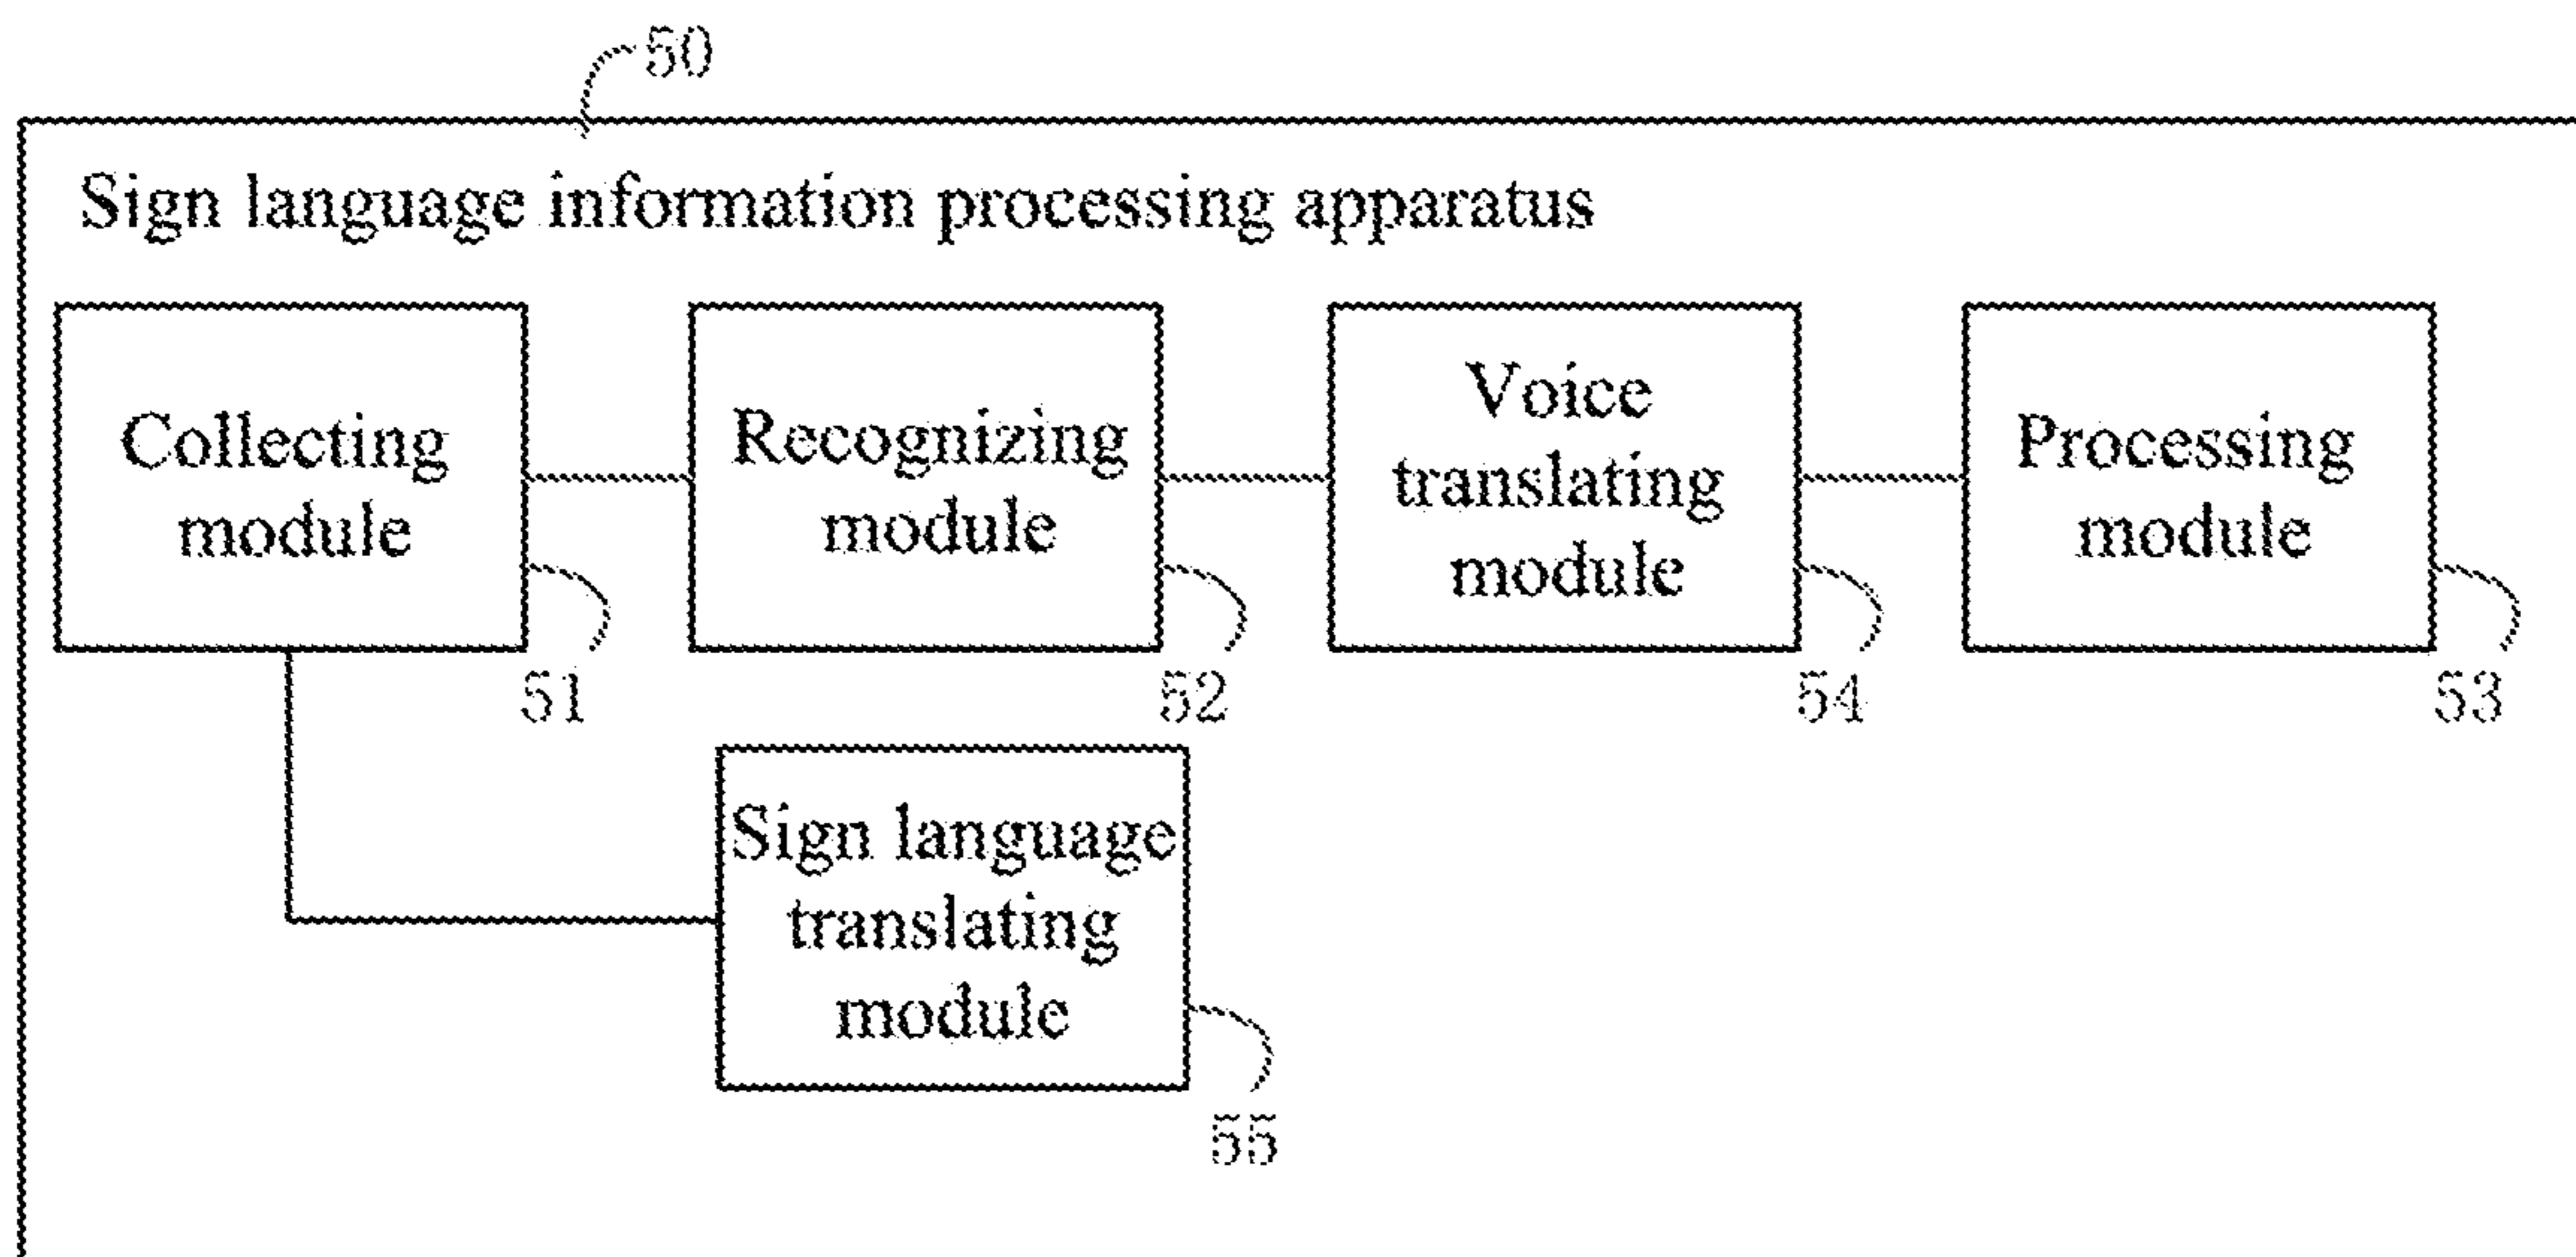 50
Sign language information processing apparatus
Collecting
module
51
Recognizing
module
52
Voice
translating
module
54
Processing
module
53
Sign language
translating
module
55